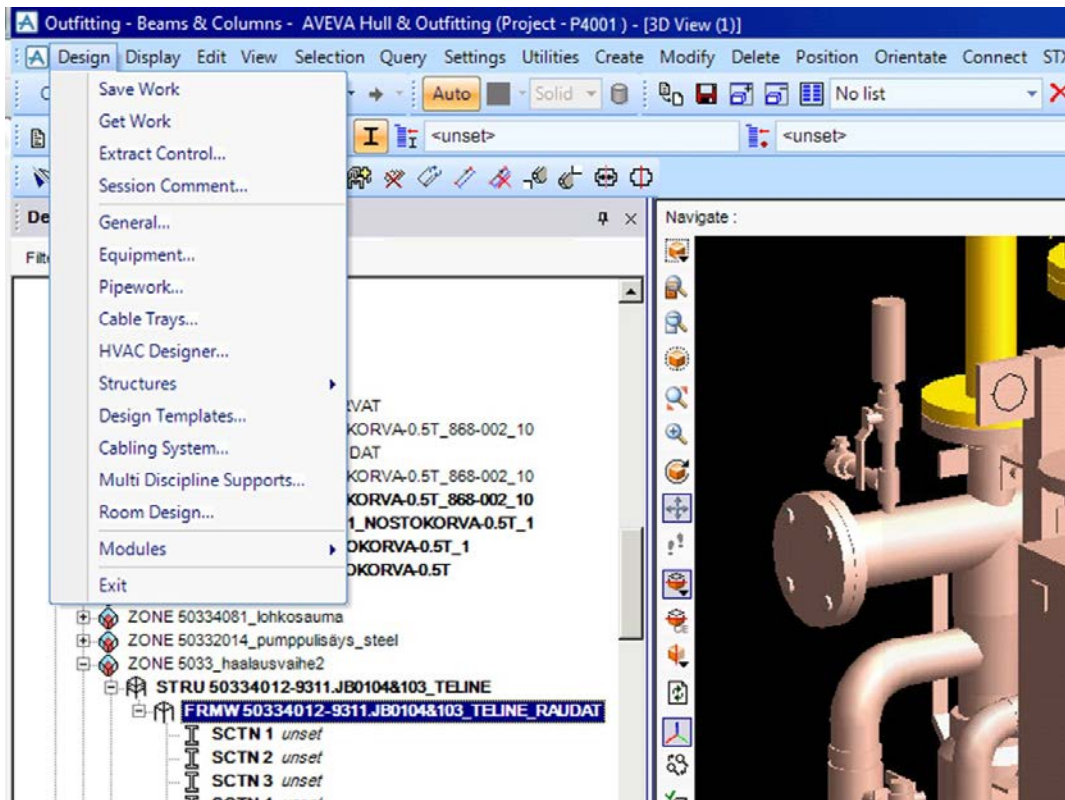 Outfitting - Beams & Columns - AVEVA Hull & Outfitting (Project - P4001 ) - [3D View (1)]
Design Display Edit View Selection Query Settings Utilities Create Modify Delete Position Orientate Connect STX
Auto Solid No list
<unset> <unset>
Save Work
Get Work
Extract Control...
Session Comment...
General...
Equipment...
Pipework...
Cable Trays...
HVAC Designer...
Structures
Design Templates...
Cabling System...
Multi Discipline Supports...
Room Design...
Modules
Exit
De
Filte
RVAT
KORVA-0.5T_868-002_10
DAT
KORVA-0.5T_868-002_10
KORVA-0.5T_868-002_10
1_NOSTOKORVA-0.5T_1
OKORVA-0.5T_1
OKORVA-0.5T
ZONE 50334081_lohkosauma
ZONE 50332014_pumppulisäys_steel
ZONE 5033_haalausvaihe2
STRU 50334012-9311.JB0104&103_TELINE
FRMW 50334012-9311.JB0104&103_TELINE_RAUDAT
SCTN 1 unset
SCTN 2 unset
SCTN 3 unset
Navigate :
CE